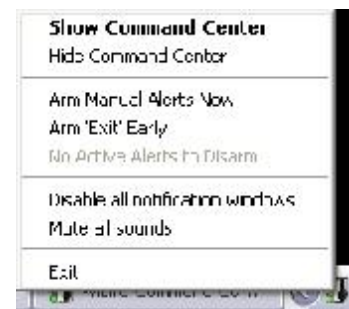 Show Command Center
Hide Command Center
Arm Manual Alerts Now
Arm 'Exit' Early
No Active Alerts to Disarm
Disable all notification windows
Mute all sounds
Exit